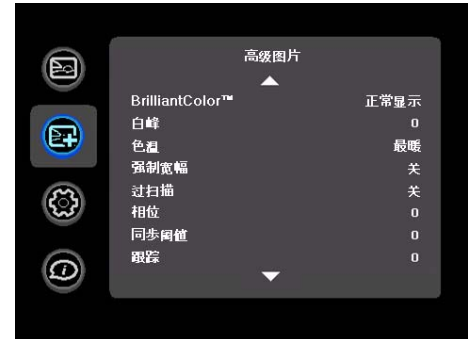 高级图片
BrilliantColor™ 正常显示
白峰 0
色温 最暖
强制宽幅 关
过扫描 关
相位 0
同步阈值 0
跟踪 0